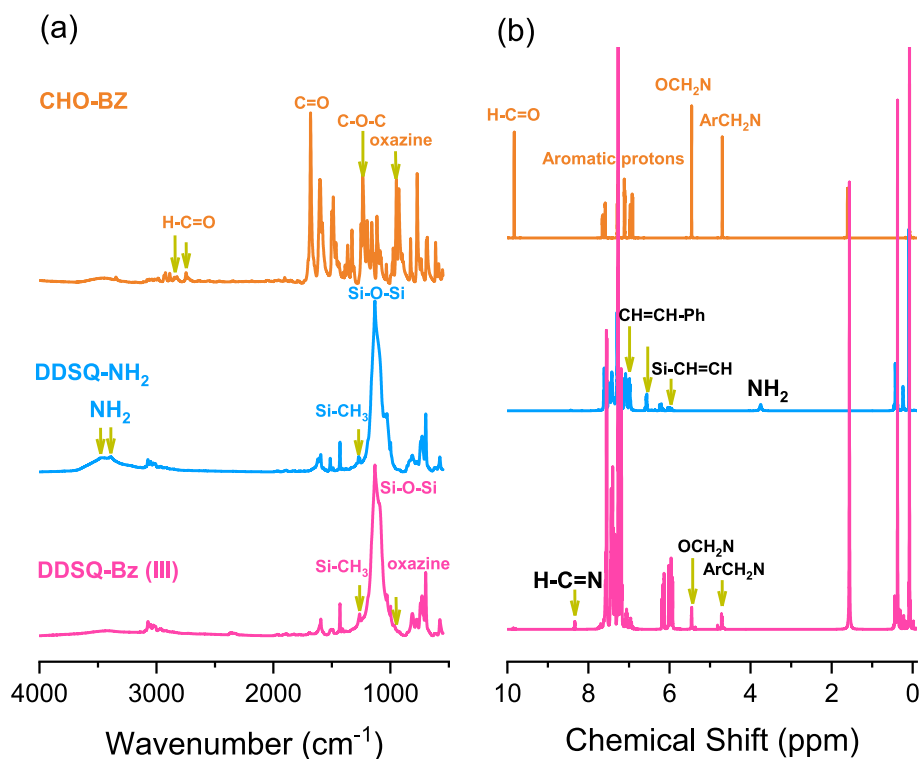 (a)
CHO-BZ
C=O
C-O-C
oxazine
H-C=O
Si-O-Si
DDSQ-NH₂
NH₂
Si-CH₃
Si-O-Si
DDSQ-Bz (III)
Si-CH₃
oxazine
4000 3000 2000 1000
Wavenumber (cm⁻¹)
(b)
OCH₂N
H-C=O
ArCH₂N
Aromatic protons
CH=CH-Ph
Si-CH=CH
NH₂
OCH₂N
ArCH₂N
H-C=N
10 8 6 4 2 0
Chemical Shift (ppm)